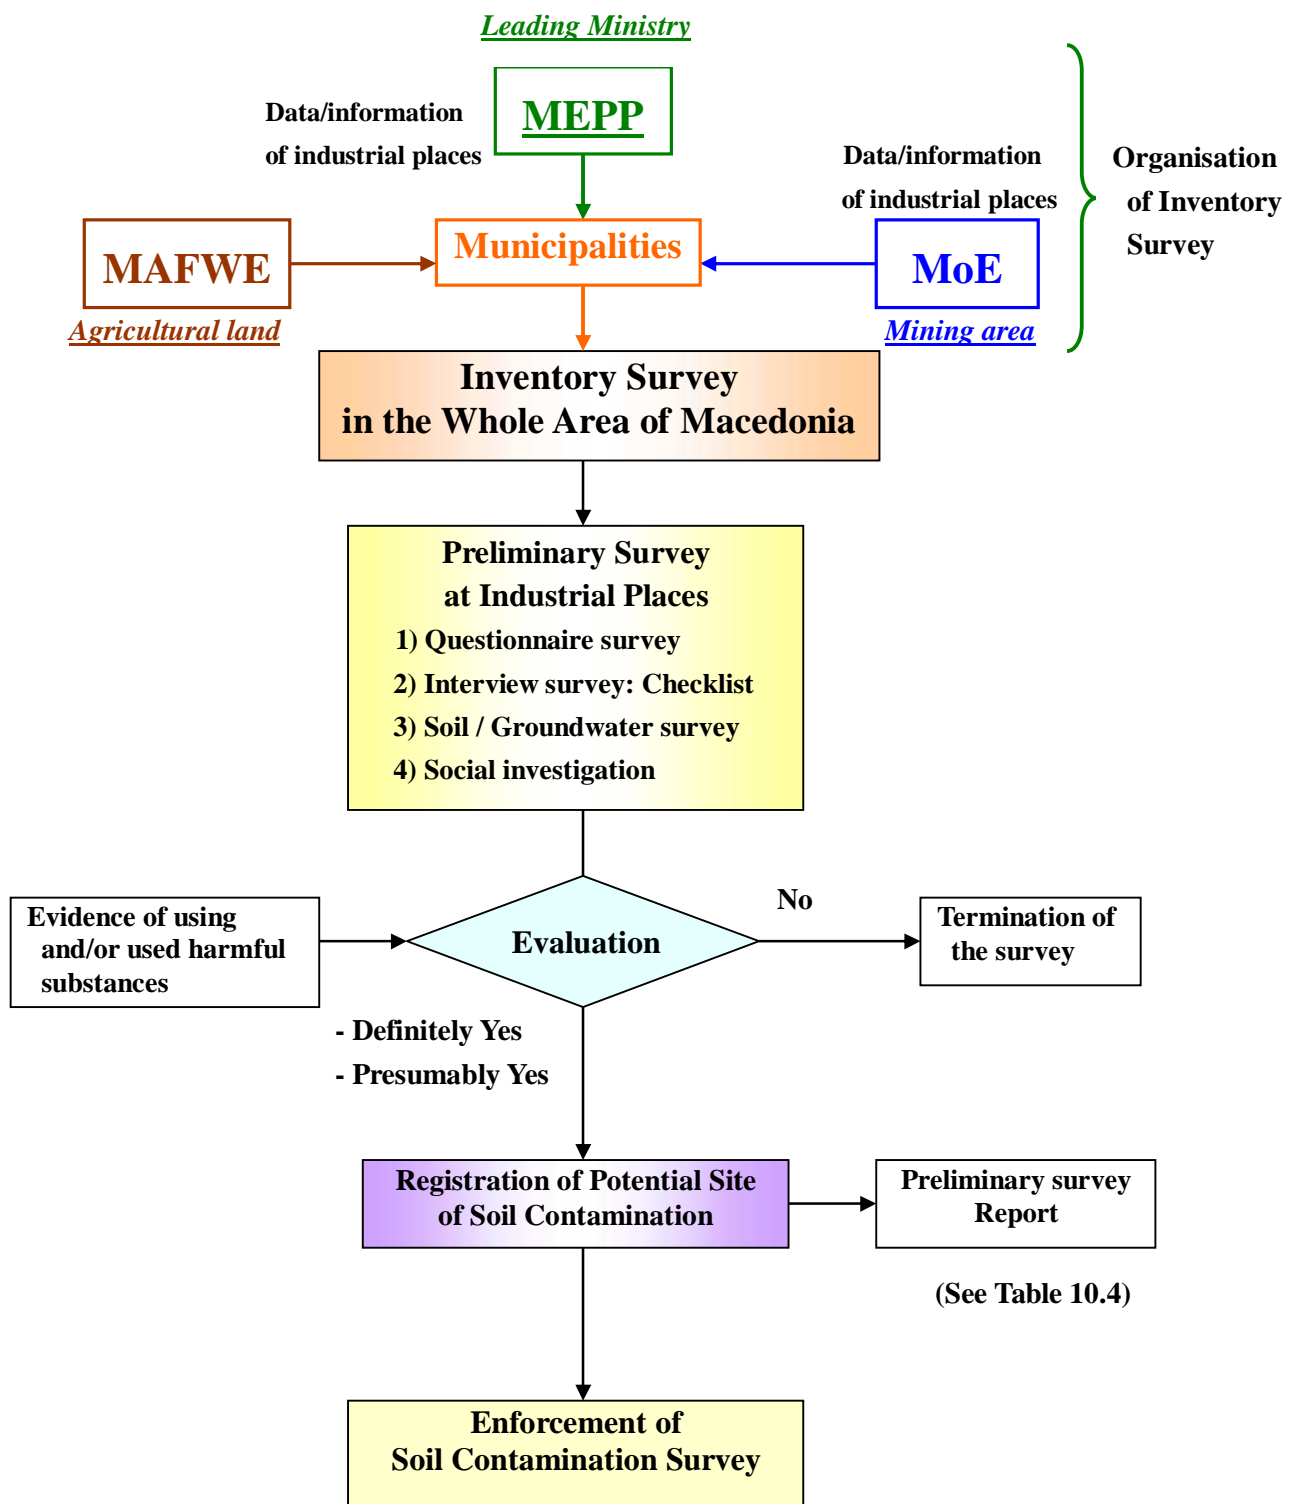 Leading Ministry
MEPP
Data/information
of industrial places
Data/information
of industrial places
Organisation
of Inventory
Survey
Municipalities
MAFWE
MoE
Agricultural land
Mining area
Inventory Survey
in the Whole Area of Macedonia
Preliminary Survey
at Industrial Places
1) Questionnaire survey
2) Interview survey: Checklist
3) Soil / Groundwater survey
4) Social investigation
Evidence of using
and/or used harmful
substances
Evaluation
No
Termination of
the survey
- Definitely Yes
- Presumably Yes
Registration of Potential Site
of Soil Contamination
Preliminary survey
Report
(See Table 10.4)
Enforcement of
Soil Contamination Survey